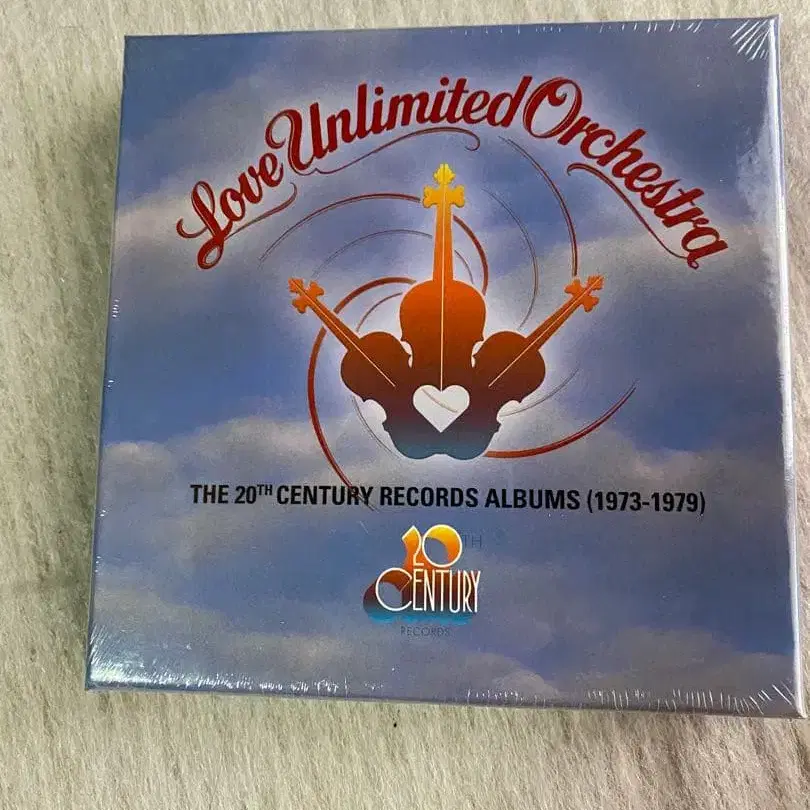 Love Unlimited Orchestra
THE 20TH CENTURY RECORDS ALBUMS (1973-1979)
20TH
CENTURY
RECORDS